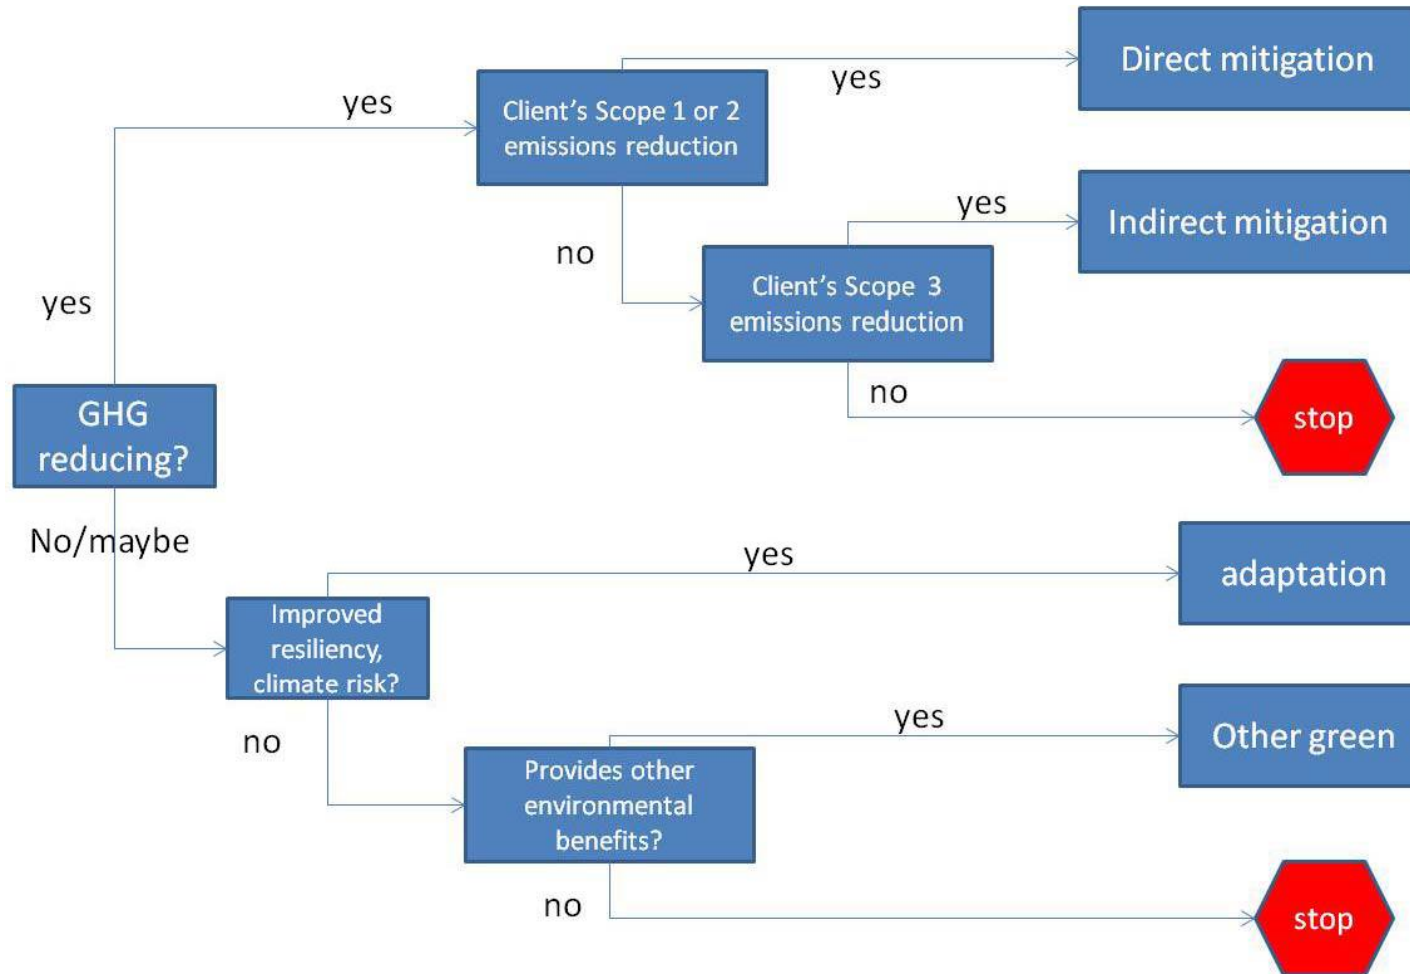 Direct mitigation
yes
yes
Client's Scope 1 or 2
emissions reduction
yes
Indirect mitigation
no
Client's Scope 3
emissions reduction
yes
no
stop
GHG
reducing?
No/maybe
yes
adaptation
Improved
resiliency,
climate risk?
yes
Other green
no
Provides other
environmental
benefits?
no
stop